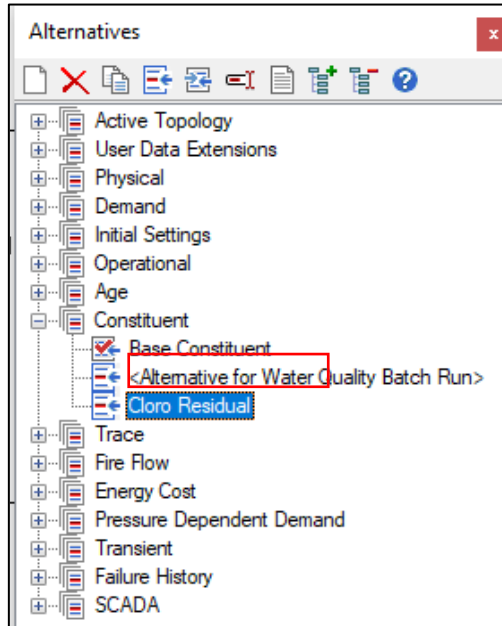 Alternatives
x
Active Topology
User Data Extensions
Physical
Demand
Initial Settings
Operational
Age
Constituent
Base Constituent
<Alternative for Water Quality Batch Run>
Cloro Residual
Trace
Fire Flow
Energy Cost
Pressure Dependent Demand
Transient
Failure History
SCADA